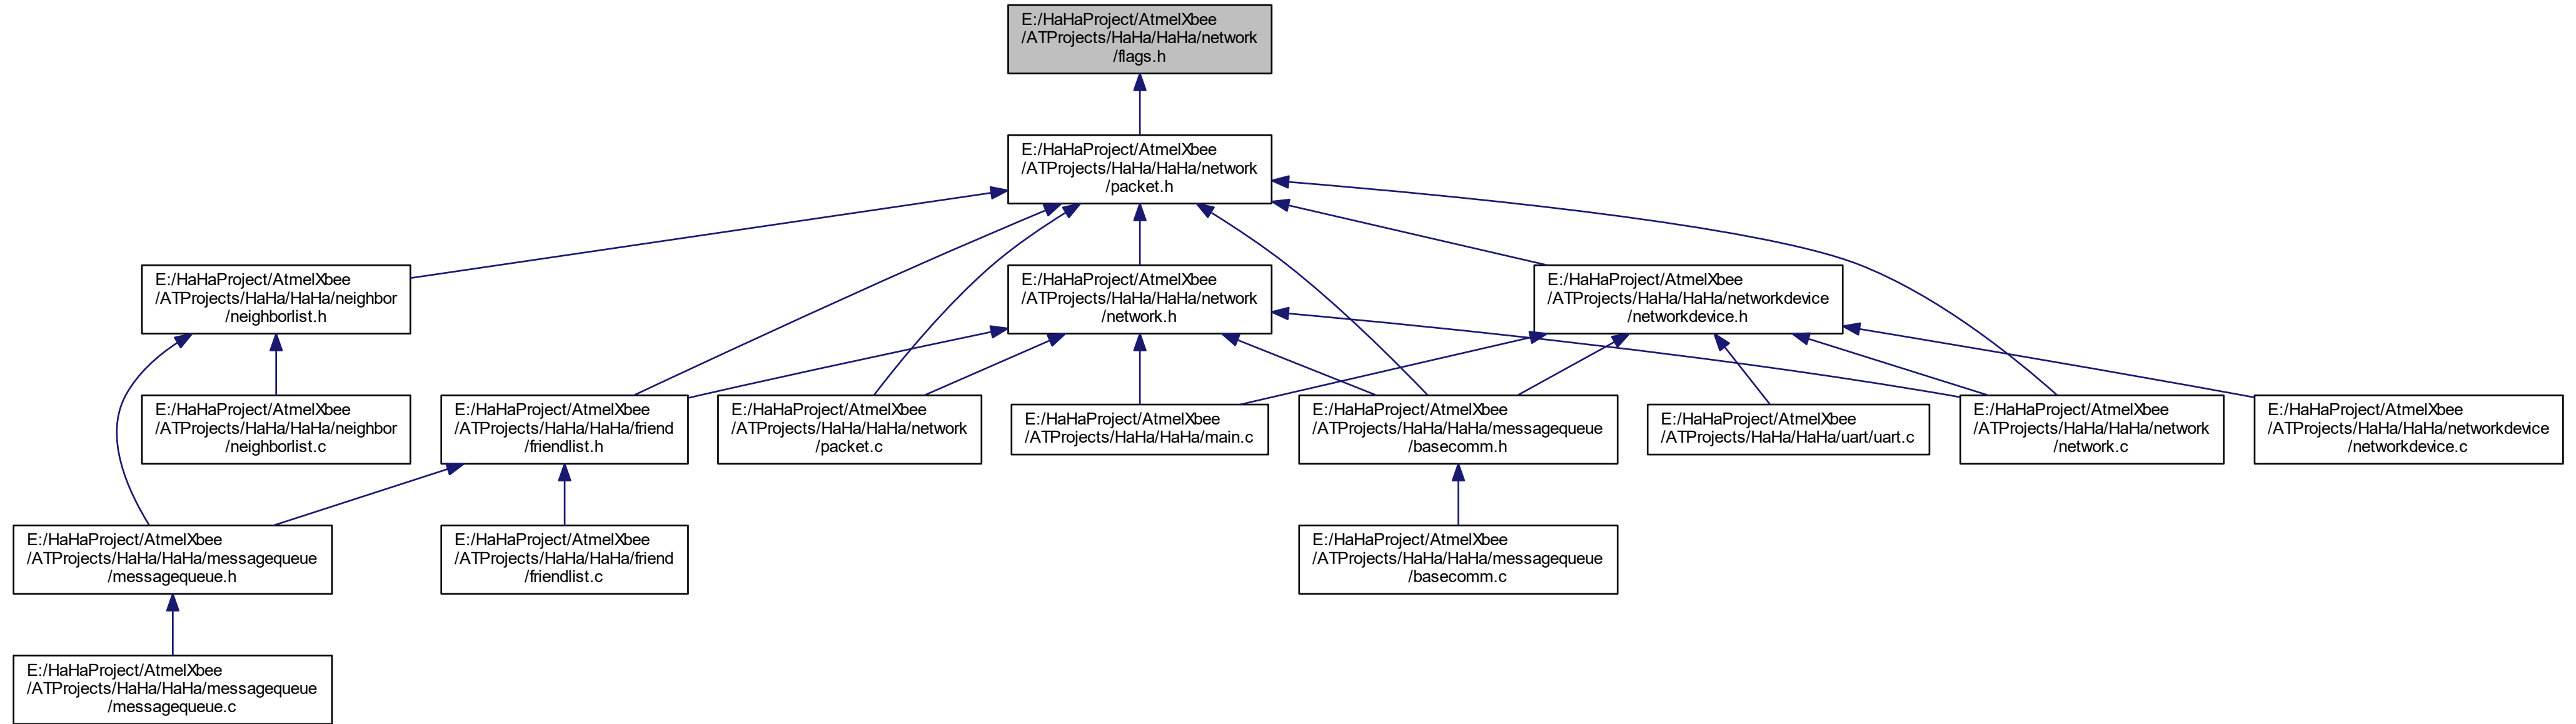 E:/HaHaProject/AtmelXbee
/ATProjects/HaHa/HaHa/network
/flags.h
E:/HaHaProject/AtmelXbee
/ATProjects/HaHa/HaHa/network
/packet.h
E:/HaHaProject/AtmelXbee
/ATProjects/HaHa/HaHa/neighbor
/neighborlist.h
E:/HaHaProject/AtmelXbee
/ATProjects/HaHa/HaHa/network
/network.h
E:/HaHaProject/AtmelXbee
/ATProjects/HaHa/HaHa/networkdevice
/networkdevice.h
E:/HaHaProject/AtmelXbee
/ATProjects/HaHa/HaHa/neighbor
/neighborlist.c
E:/HaHaProject/AtmelXbee
/ATProjects/HaHa/HaHa/friend
/friendlist.h
E:/HaHaProject/AtmelXbee
/ATProjects/HaHa/HaHa/network
/packet.c
E:/HaHaProject/AtmelXbee
/ATProjects/HaHa/HaHa/main.c
E:/HaHaProject/AtmelXbee
/ATProjects/HaHa/HaHa/messagequeue
/basecomm.h
E:/HaHaProject/AtmelXbee
/ATProjects/HaHa/HaHa/uart/uart.c
E:/HaHaProject/AtmelXbee
/ATProjects/HaHa/HaHa/network
/network.c
E:/HaHaProject/AtmelXbee
/ATProjects/HaHa/HaHa/networkdevice
/networkdevice.c
E:/HaHaProject/AtmelXbee
/ATProjects/HaHa/HaHa/messagequeue
/messagequeue.h
E:/HaHaProject/AtmelXbee
/ATProjects/HaHa/HaHa/friend
/friendlist.c
E:/HaHaProject/AtmelXbee
/ATProjects/HaHa/HaHa/messagequeue
/basecomm.c
E:/HaHaProject/AtmelXbee
/ATProjects/HaHa/HaHa/messagequeue
/messagequeue.c